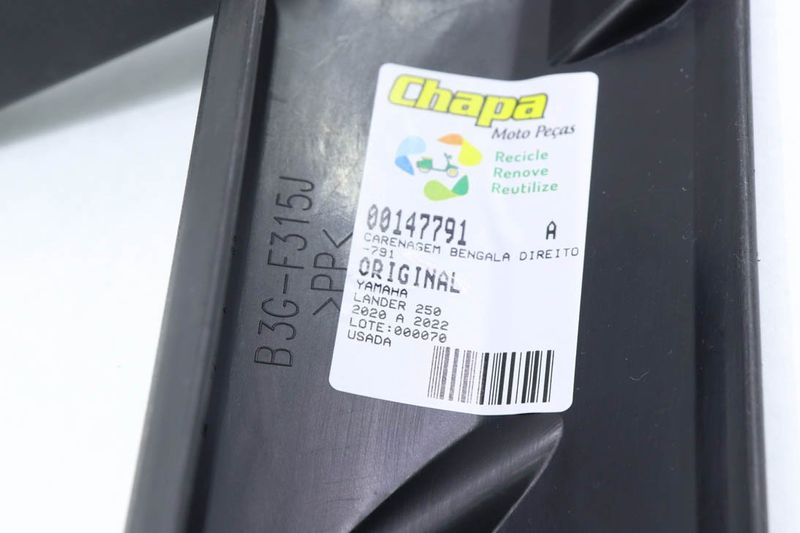 B3G-F315J
>PP<
Chapa
Moto Peças
Recicle
Renove
Reutilize
00147791 A
CARENAGEM BENGALA DIREITO
-791
ORIGINAL
YAMAHA
LANDER 250
2020 A 2022
LOTE:000070
USADA